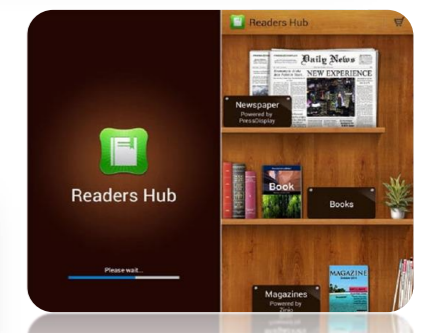 Readers Hub
Please wait...
Readers Hub
Daily News
NEW EXPERIENCE
Newspaper
Powered by
PressDisplay
Book
Books
MAGAZINE
Magazines
Powered by
Zinio